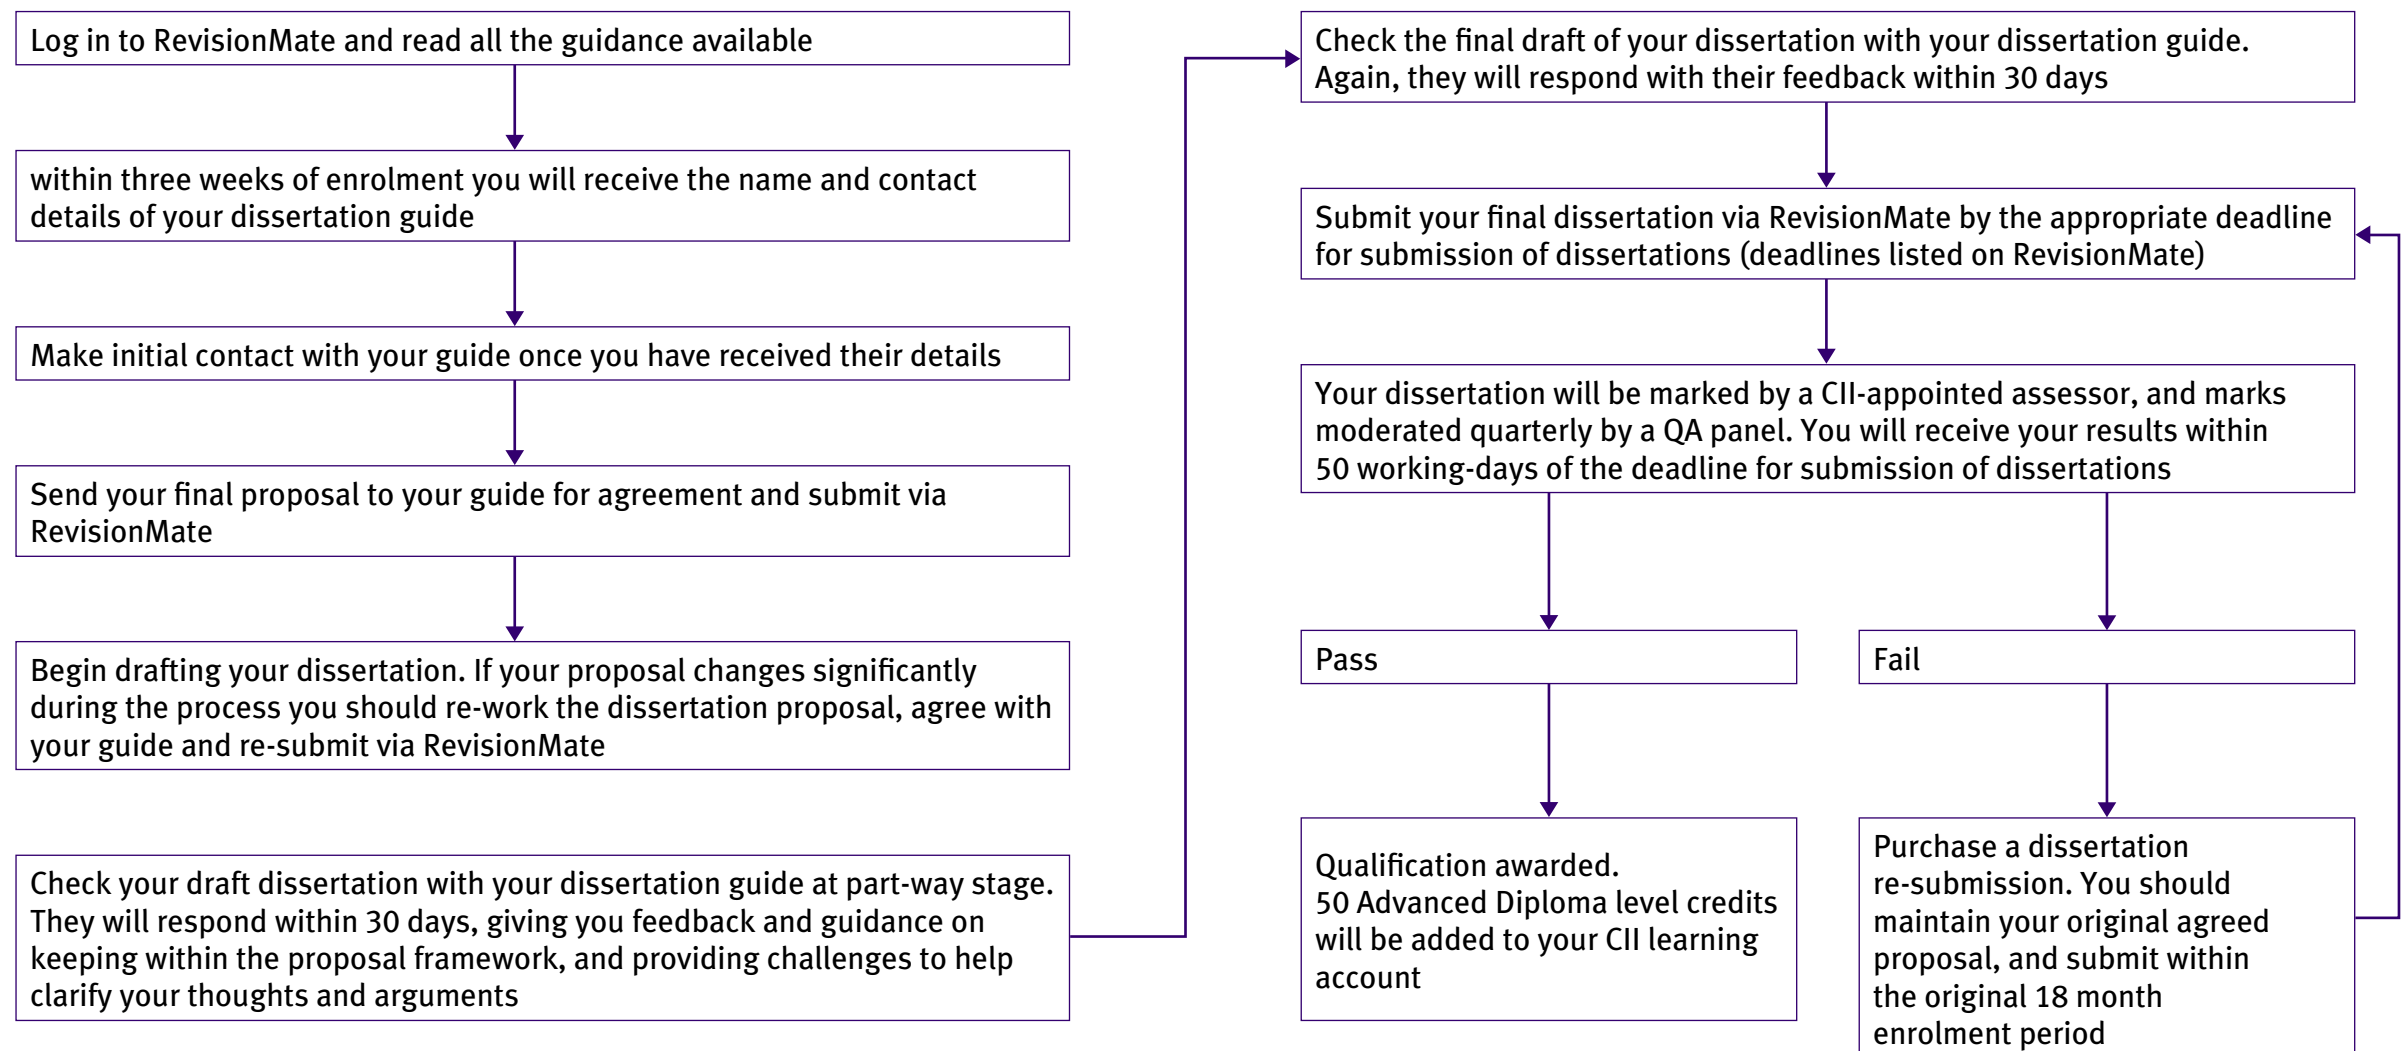 Log in to RevisionMate and read all the guidance available
within three weeks of enrolment you will receive the name and contact
details of your dissertation guide
Make initial contact with your guide once you have received their details
Send your final proposal to your guide for agreement and submit via
RevisionMate
Begin drafting your dissertation. If your proposal changes significantly
during the process you should re-work the dissertation proposal, agree with
your guide and re-submit via RevisionMate
Check your draft dissertation with your dissertation guide at part-way stage.
They will respond within 30 days, giving you feedback and guidance on
keeping within the proposal framework, and providing challenges to help
clarify your thoughts and arguments
Check the final draft of your dissertation with your dissertation guide.
Again, they will respond with their feedback within 30 days
Submit your final dissertation via RevisionMate by the appropriate deadline
for submission of dissertations (deadlines listed on RevisionMate)
Your dissertation will be marked by a CII-appointed assessor, and marks
moderated quarterly by a QA panel. You will receive your results within
50 working-days of the deadline for submission of dissertations
Pass
Qualification awarded.
50 Advanced Diploma level credits
will be added to your CII learning
account
Fail
Purchase a dissertation
re-submission. You should
maintain your original agreed
proposal, and submit within
the original 18 month
enrolment period